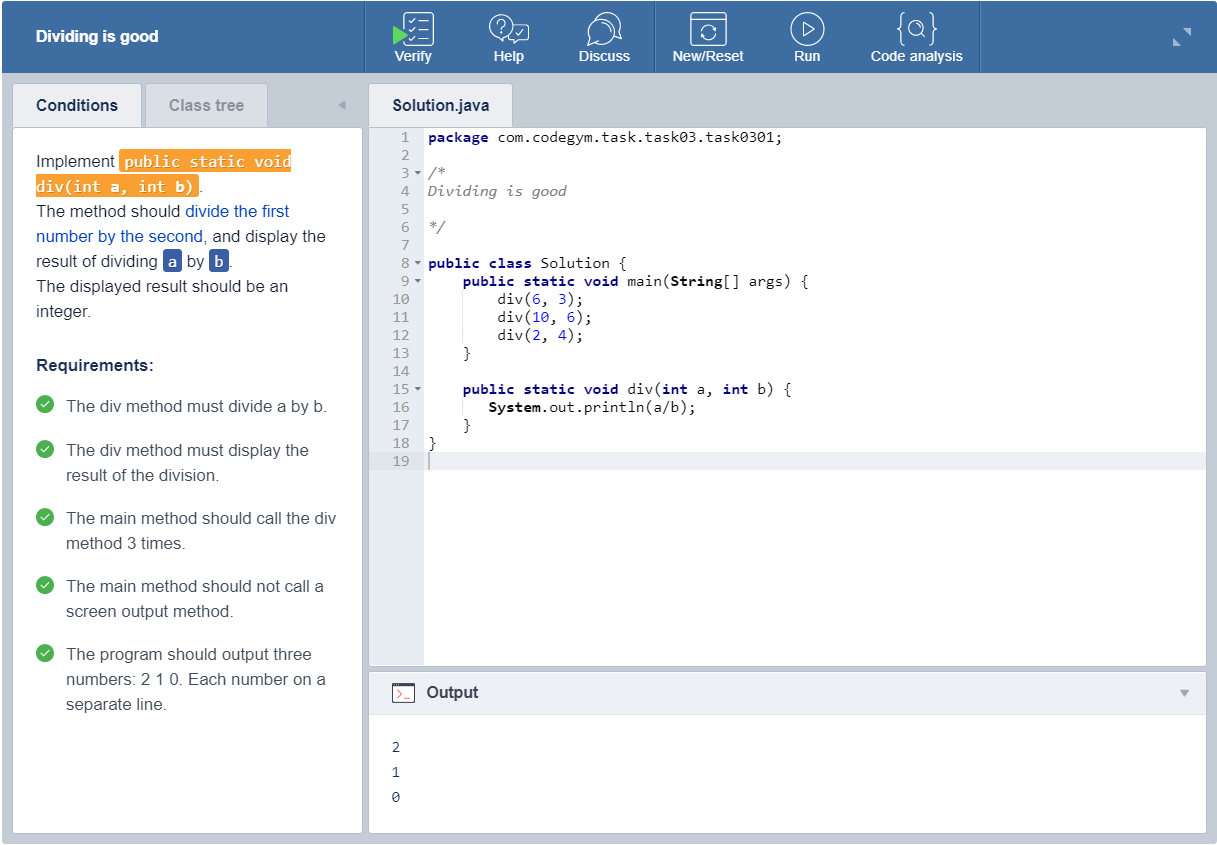 Dividing is good
Verify
Help
Discuss
New/Reset
Run
Code analysis
Conditions
Class tree
Implement public static void
div(int a, int b).
The method should divide the first
number by the second, and display the
result of dividing a by b.
The displayed result should be an
integer.
Requirements:
The div method must divide a by b.
The div method must display the
result of the division.
The main method should call the div
method 3 times.
The main method should not call a
screen output method.
The program should output three
numbers: 2 1 0. Each number on a
separate line.
Solution.java
1 package com.codegym.task.task03.task0301;
2
3 /*
4 Dividing is good
5
6 */
7
8 public class Solution {
9     public static void main(String[] args) {
10         div(6, 3);
11         div(10, 6);
12         div(2, 4);
13     }
14
15     public static void div(int a, int b) {
16        System.out.println(a/b);
17     }
18 }
19
Output
2
1
0